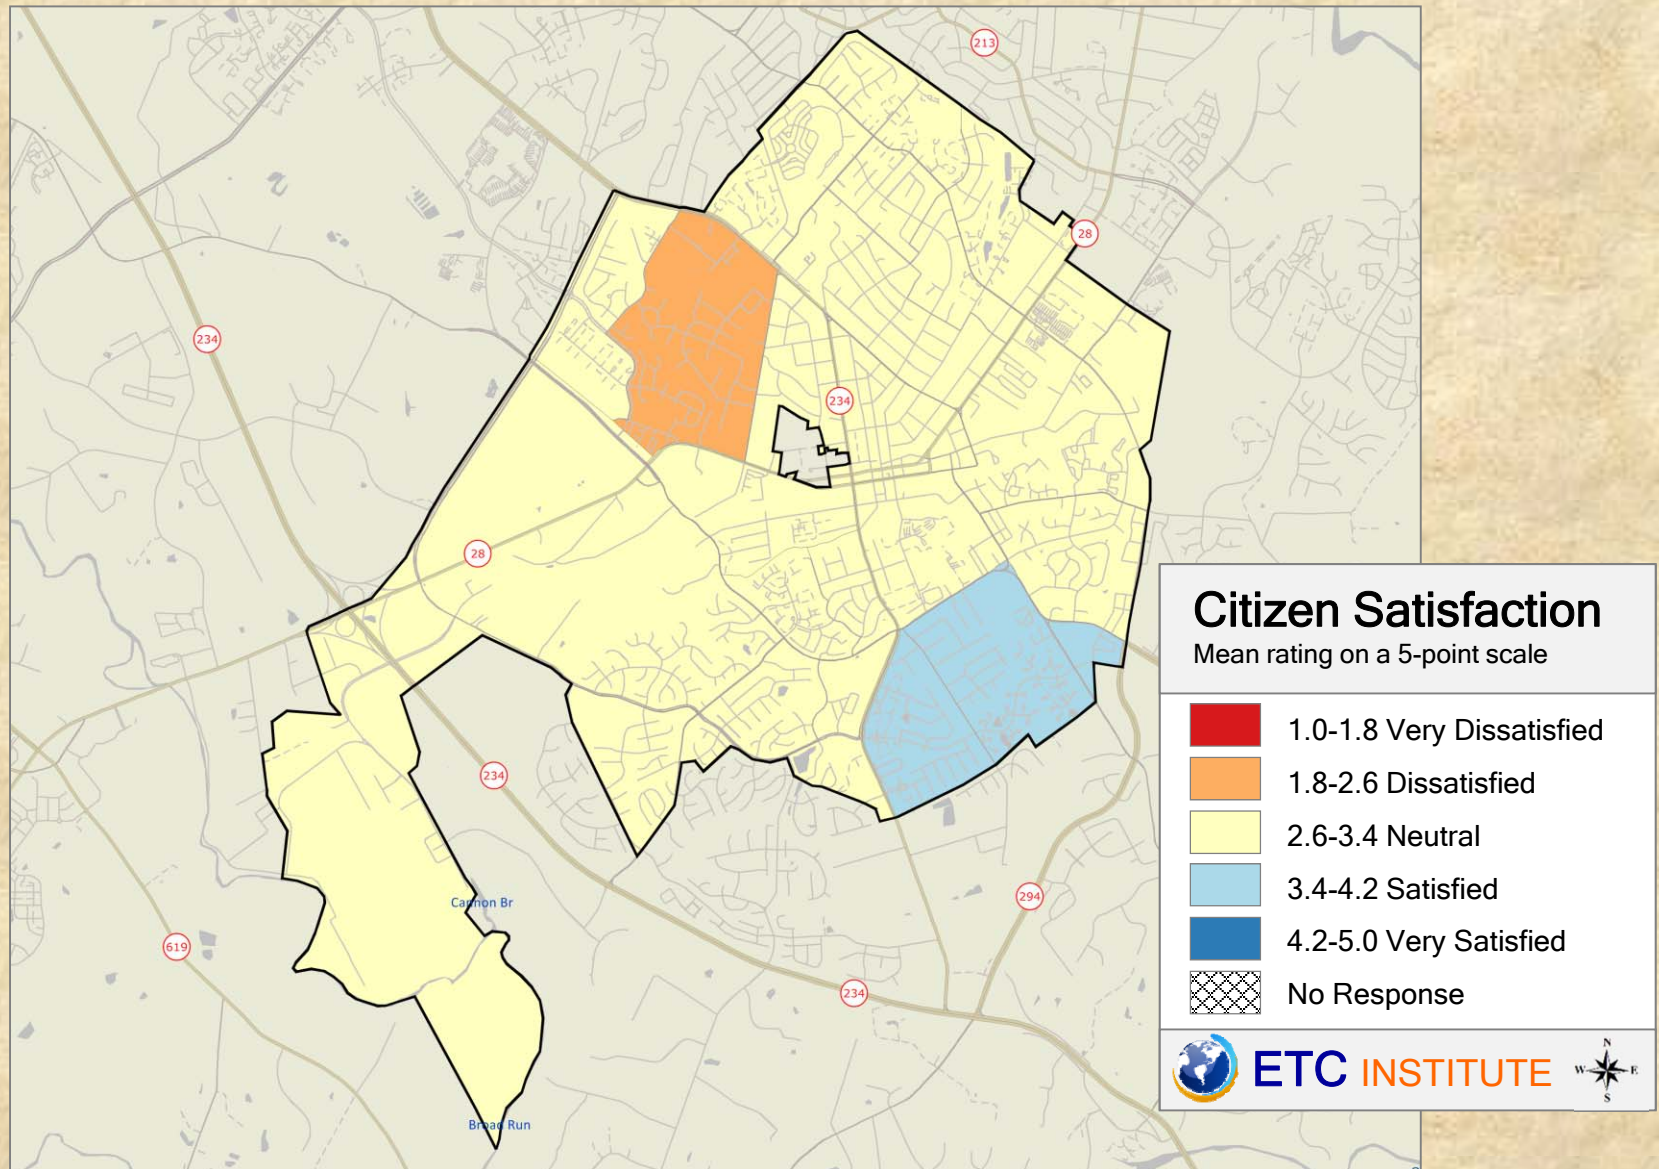 213
28
234
234
28
Citizen Satisfaction
Mean rating on a 5-point scale
1.0-1.8 Very Dissatisfied
1.8-2.6 Dissatisfied
2.6-3.4 Neutral
3.4-4.2 Satisfied
4.2-5.0 Very Satisfied
No Response
234
294
Cannon Br
619
234
ETC INSTITUTE
N
W E
S
Broad Run